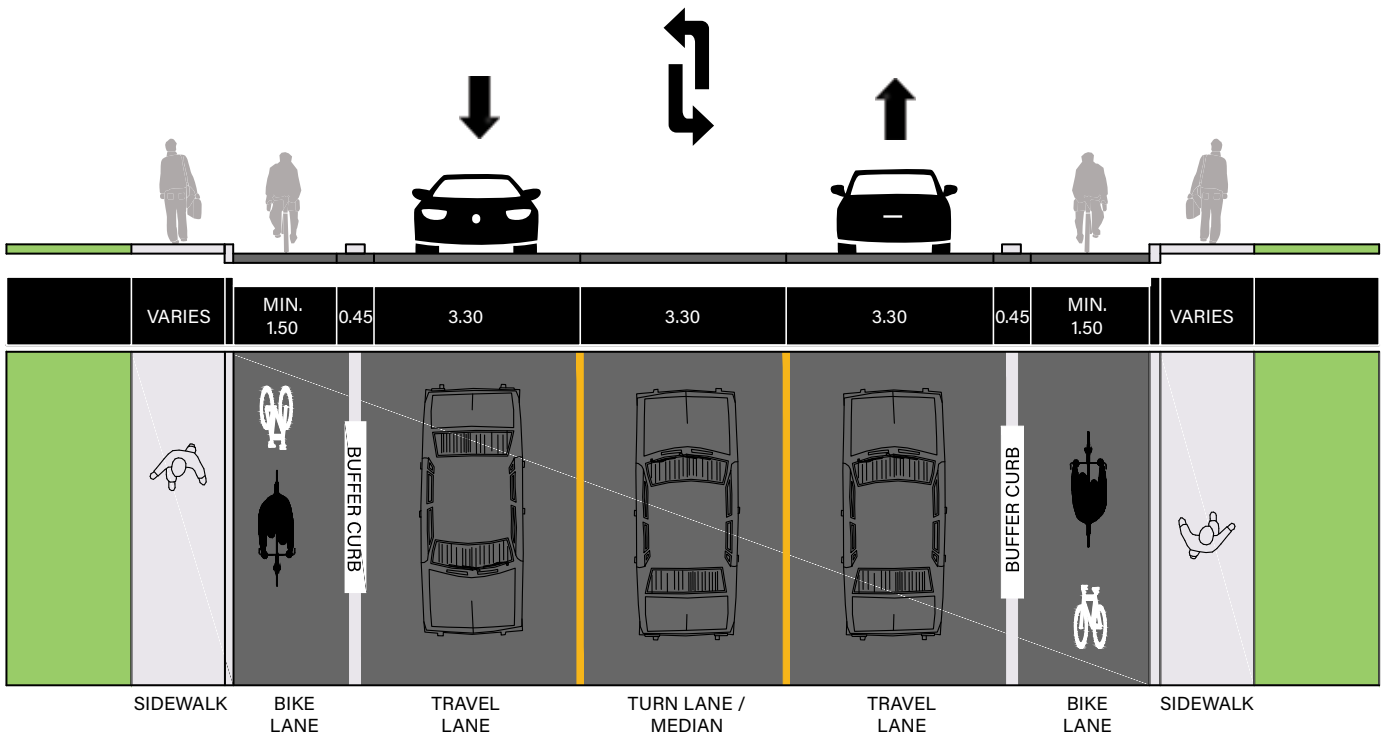 VARIES
MIN.
1.50
0.45
3.30
3.30
3.30
0.45
MIN.
1.50
VARIES
BUFFER CURB
BUFFER CURB
SIDEWALK
BIKE
LANE
TRAVEL
LANE
TURN LANE /
MEDIAN
TRAVEL
LANE
BIKE
LANE
SIDEWALK